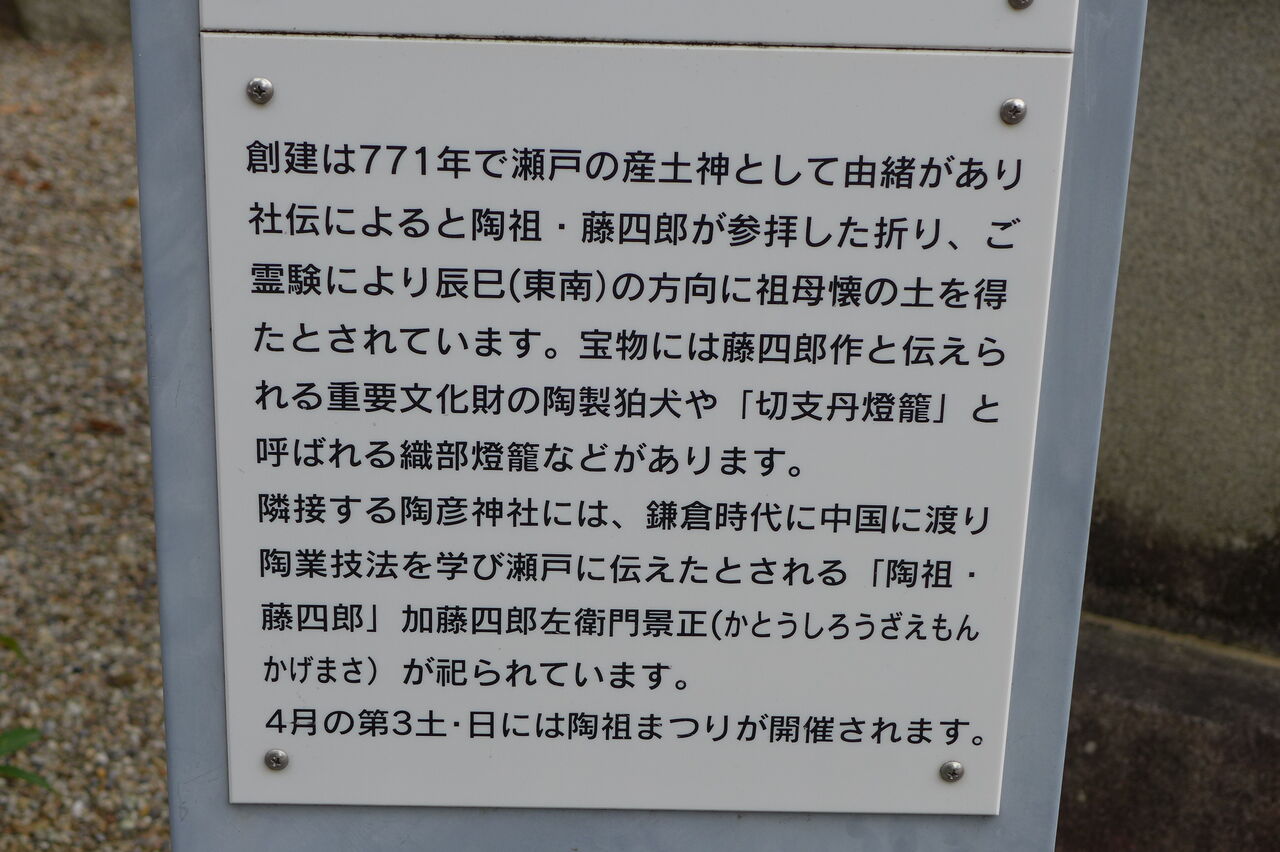 創建は771年で瀬戸の産土神として由緒があり
社伝によると陶祖・藤四郎が参拝した折り、ご
霊験により辰巳(東南)の方向に祖母懐の土を得
たとされています。宝物には藤四郎作と伝えら
れる重要文化財の陶製狛犬や「切支丹燈籠」と
呼ばれる織部燈籠などがあります。
隣接する陶彦神社には、鎌倉時代に中国に渡り
陶業技法を学び瀬戸に伝えたとされる「陶祖・
藤四郎」加藤四郎左衛門景正(かとうしろうざえもん
かげまさ）が祀られています。
4月の第3土·日には陶祖まつりが開催されます。